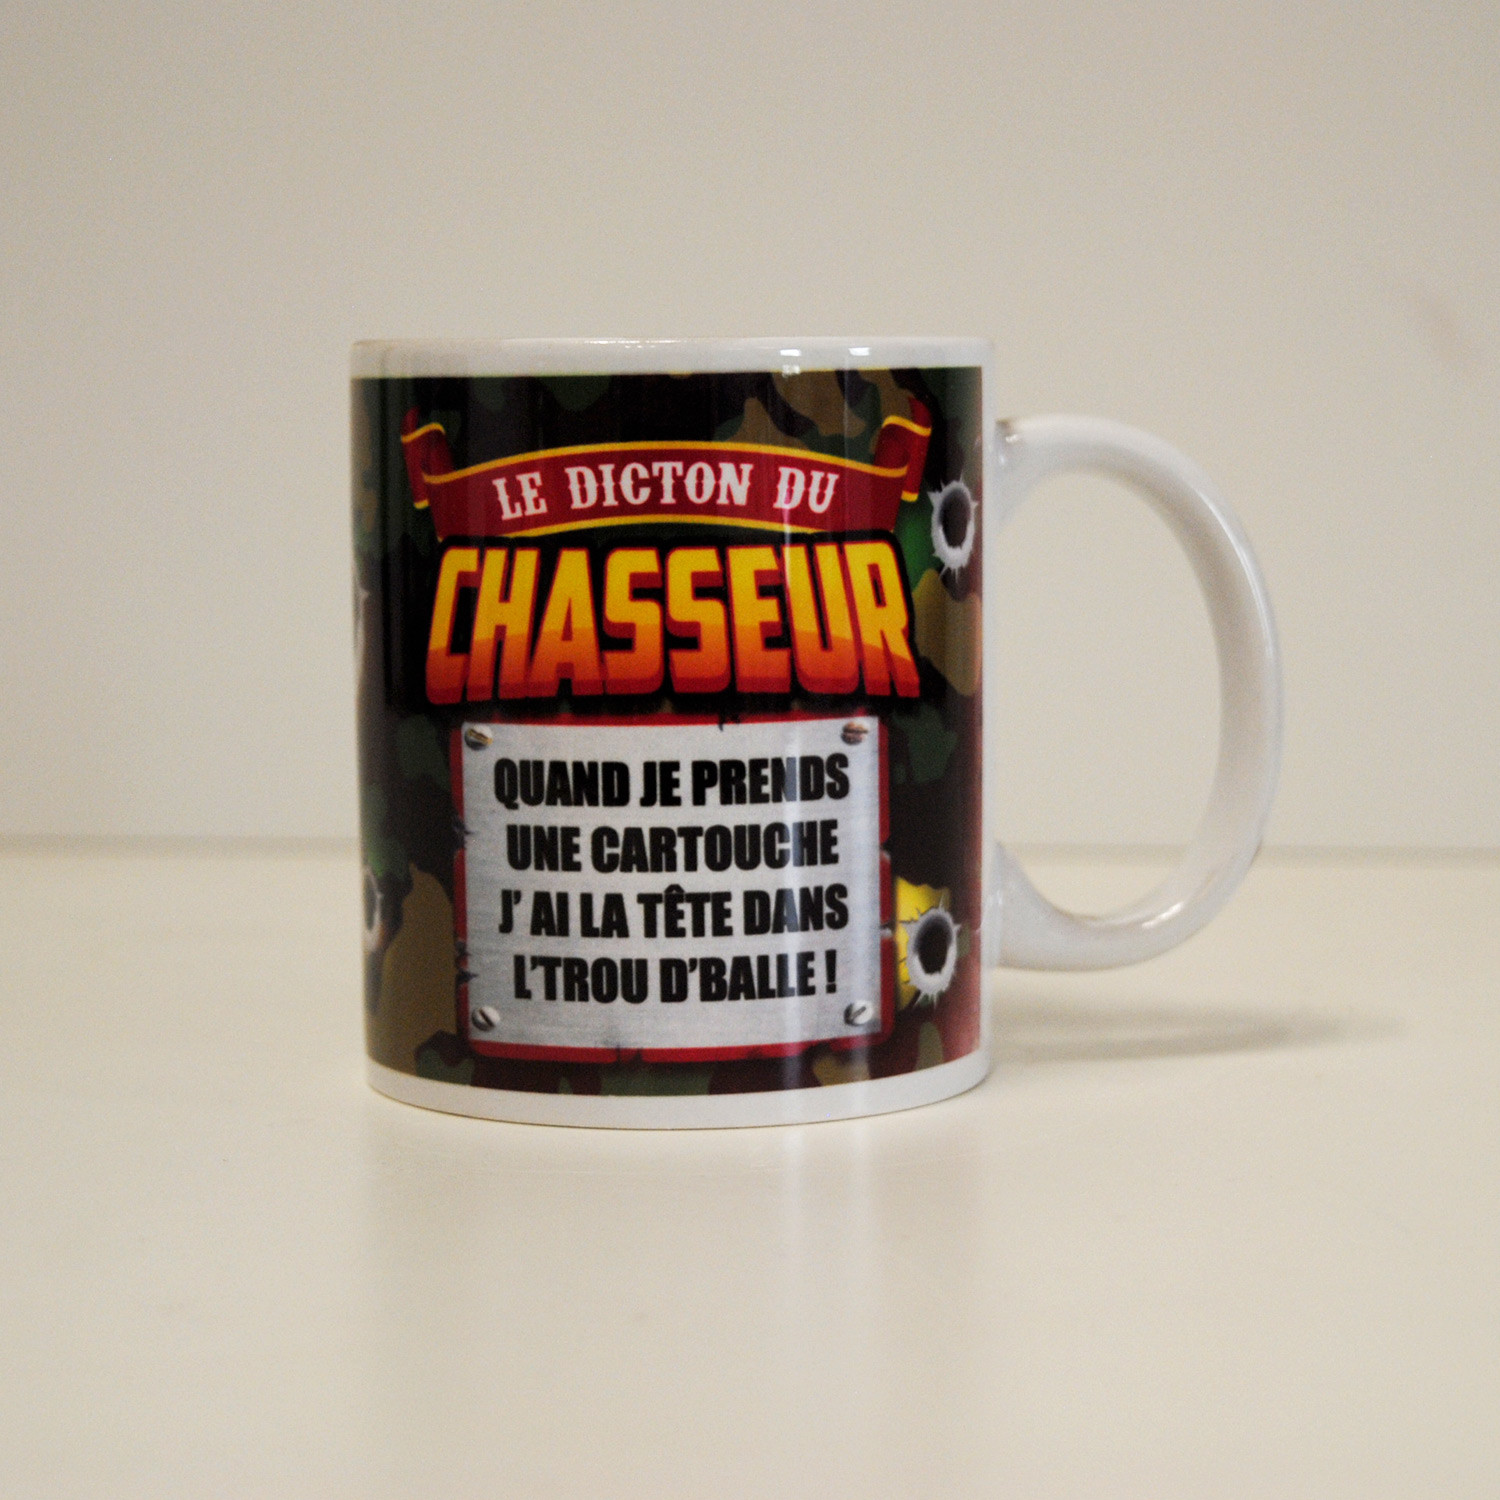 LE DICTON DU
CHASSEUR
QUAND JE PRENDS
UNE CARTOUCHE
J' AI LA TÊTE DANS
L'TROU D'BALLE !